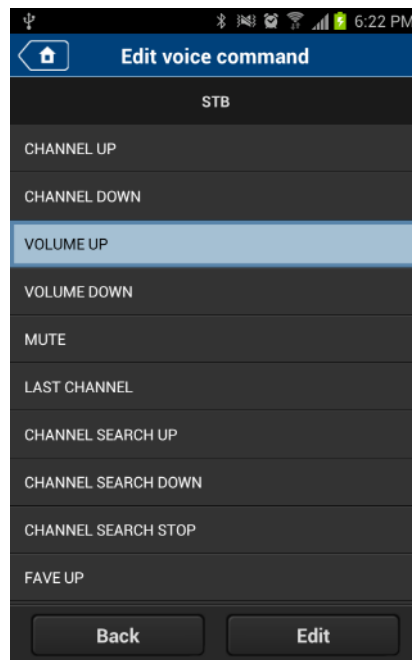 6:22 PM
Edit voice command
STB
CHANNEL UP
CHANNEL DOWN
VOLUME UP
VOLUME DOWN
MUTE
LAST CHANNEL
CHANNEL SEARCH UP
CHANNEL SEARCH DOWN
CHANNEL SEARCH STOP
FAVE UP
Back Edit